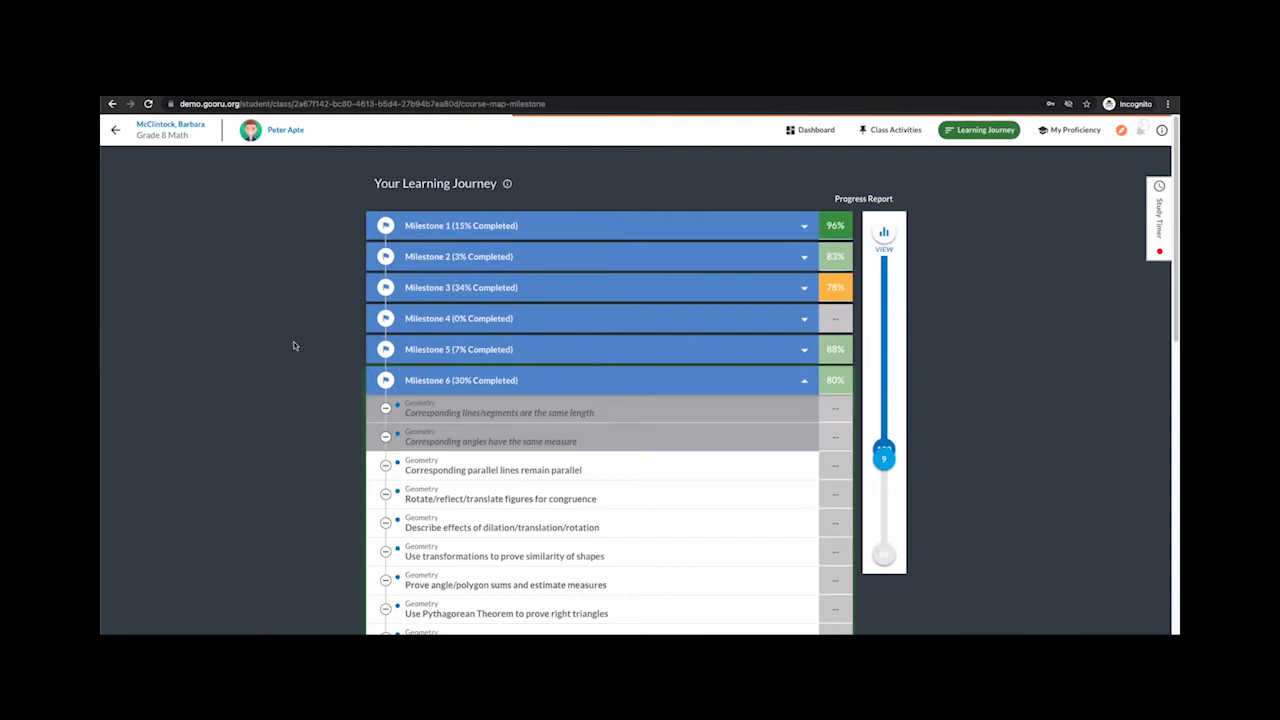 demo.gooru.org/student/class/2a67f142-bc80-4613-b5d4-27b94b7ea80d/course-map-milestone
Incognito
McClintock, Barbara
Grade 8 Math
Peter Apte
Dashboard
Class Activities
Learning Journey
My Proficiency
Your Learning Journey
Progress Report
Study Timer
VIEW
Milestone 1 (15% Completed)
96%
Milestone 2 (3% Completed)
83%
Milestone 3 (34% Completed)
78%
Milestone 4 (0% Completed)
--
Milestone 5 (7% Completed)
88%
Milestone 6 (30% Completed)
80%
Geometry
Corresponding lines/segments are the same length
--
Geometry
Corresponding angles have the same measure
--
9
Geometry
Corresponding parallel lines remain parallel
--
Geometry
Rotate/reflect/translate figures for congruence
--
Geometry
Describe effects of dilation/translation/rotation
--
Geometry
Use transformations to prove similarity of shapes
--
Geometry
Prove angle/polygon sums and estimate measures
--
Geometry
Use Pythagorean Theorem to prove right triangles
--
Geometry